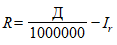 R = Д / 1000000 − I_r